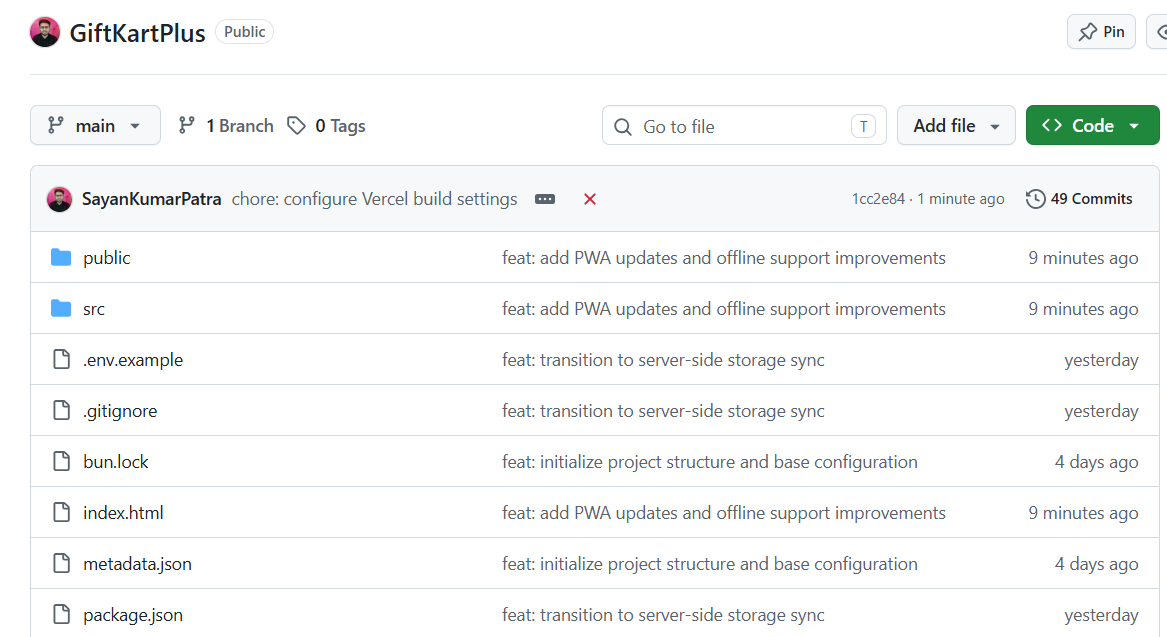 GiftKartPlus Public Pin
main 1 Branch 0 Tags Go to file T Add file Code
SayanKumarPatra chore: configure Vercel build settings 1cc2e84 · 1 minute ago 49 Commits
public feat: add PWA updates and offline support improvements 9 minutes ago
src feat: add PWA updates and offline support improvements 9 minutes ago
.env.example feat: transition to server-side storage sync yesterday
.gitignore feat: transition to server-side storage sync yesterday
bun.lock feat: initialize project structure and base configuration 4 days ago
index.html feat: add PWA updates and offline support improvements 9 minutes ago
metadata.json feat: initialize project structure and base configuration 4 days ago
package.json feat: transition to server-side storage sync yesterday